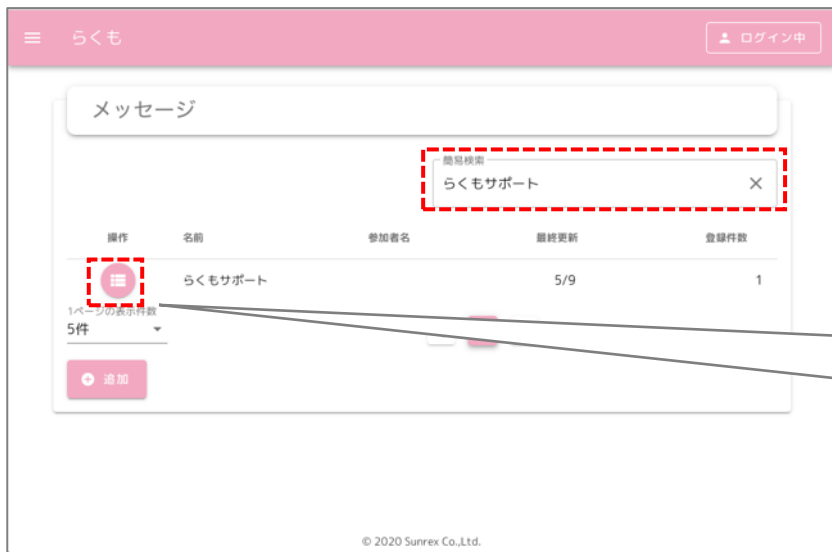 らくも
ログイン中
メッセージ
簡易検索
らくもサポート
操作 名前 参加者名 最終更新 登録件数
らくもサポート 5/9 1
1ページの表示件数
5件
追加
© 2020 Sunrex Co.,Ltd.